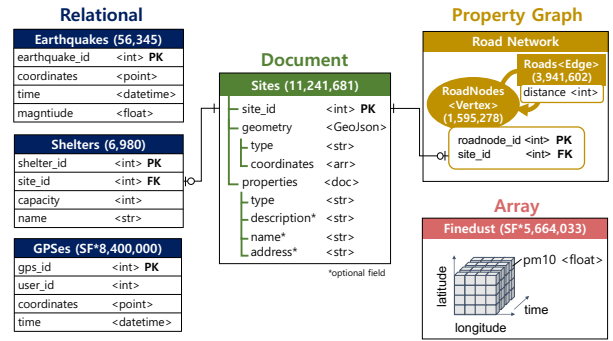 Relational
Earthquakes (56,345)
earthquake_id <int> PK
coordinates <point>
time <datetime>
magntiude <float>
Shelters (6,980)
shelter_id <int> PK
site_id <int> FK
capacity <int>
name <str>
GPSes (SF*8,400,000)
gps_id <int> PK
user_id <int>
coordinates <point>
time <datetime>
Document
Sites (11,241,681)
site_id <int> PK
geometry <GeoJson>
type <str>
coordinates <arr>
properties <doc>
type <str>
description* <str>
name* <str>
address* <str>
*optional field
Property Graph
Road Network
Roads<Edge>
(3,941,602)
distance <int>
RoadNodes
<Vertex>
(1,595,278)
roadnode_id <int> PK
site_id <int> FK
Array
Finedust (SF*5,664,033)
pm10 <float>
latitude
time
longitude